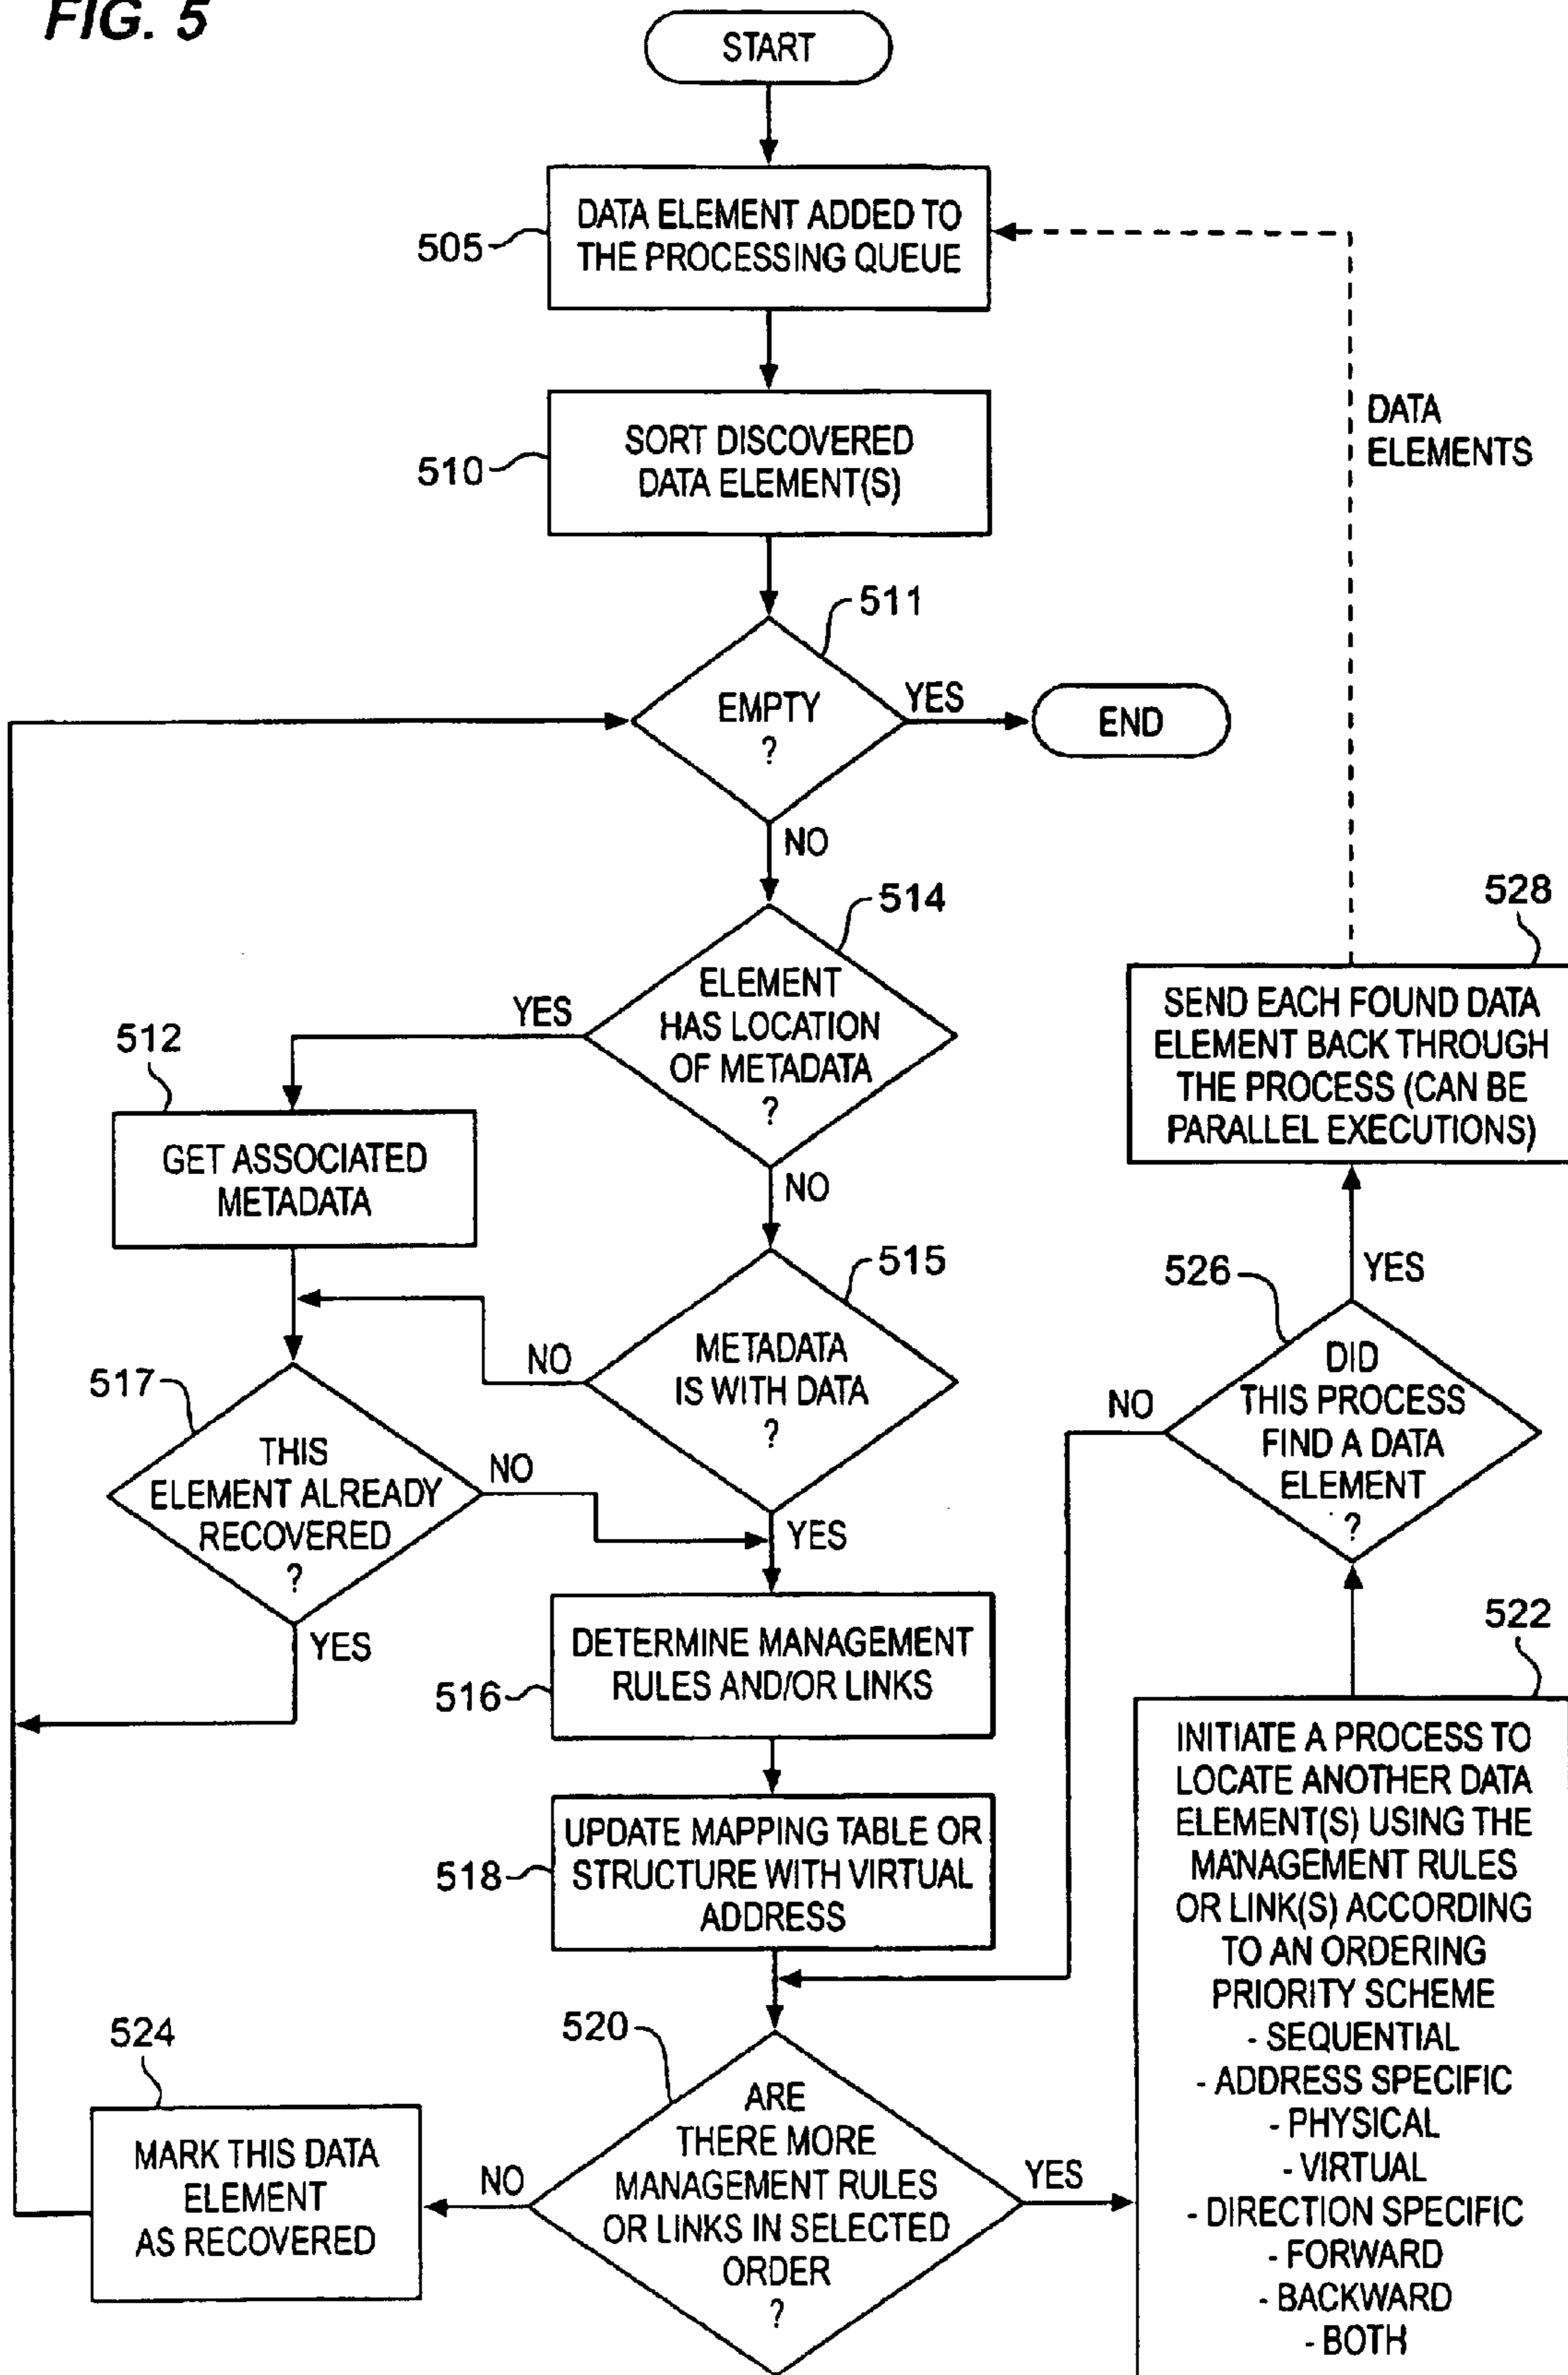 FIG. 5
START
505
DATA ELEMENT ADDED TO
THE PROCESSING QUEUE
DATA
ELEMENTS
510
SORT DISCOVERED
DATA ELEMENT(S)
511
EMPTY
?
YES
END
NO
514
ELEMENT
HAS LOCATION
OF METADATA
?
YES
NO
512
GET ASSOCIATED
METADATA
528
SEND EACH FOUND DATA
ELEMENT BACK THROUGH
THE PROCESS (CAN BE
PARALLEL EXECUTIONS)
515
METADATA
IS WITH DATA
?
NO
YES
526
YES
DID
THIS PROCESS
FIND A DATA
ELEMENT
?
NO
517
THIS
ELEMENT ALREADY
RECOVERED
?
NO
YES
516
DETERMINE MANAGEMENT
RULES AND/OR LINKS
518
UPDATE MAPPING TABLE OR
STRUCTURE WITH VIRTUAL
ADDRESS
522
INITIATE A PROCESS TO
LOCATE ANOTHER DATA
ELEMENT(S) USING THE
MANAGEMENT RULES
OR LINK(S) ACCORDING
TO AN ORDERING
PRIORITY SCHEME
- SEQUENTIAL
- ADDRESS SPECIFIC
- PHYSICAL
- VIRTUAL
- DIRECTION SPECIFIC
- FORWARD
- BACKWARD
- BOTH
520
ARE
THERE MORE
MANAGEMENT RULES
OR LINKS IN SELECTED
ORDER
?
NO
YES
524
MARK THIS DATA
ELEMENT
AS RECOVERED